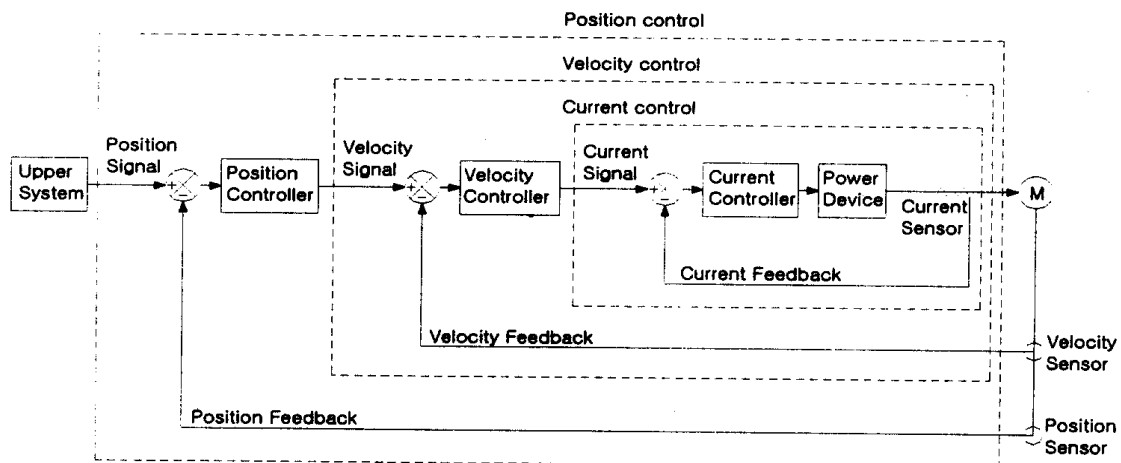 Position control
Velocity control
Current control
Position
Signal
Velocity
Signal
Current
Signal
Upper
System
Position
Controller
Velocity
Controller
Current
Controller
Power
Device
M
Current
Sensor
Current Feedback
Velocity Feedback
Velocity
Sensor
Position Feedback
Position
Sensor